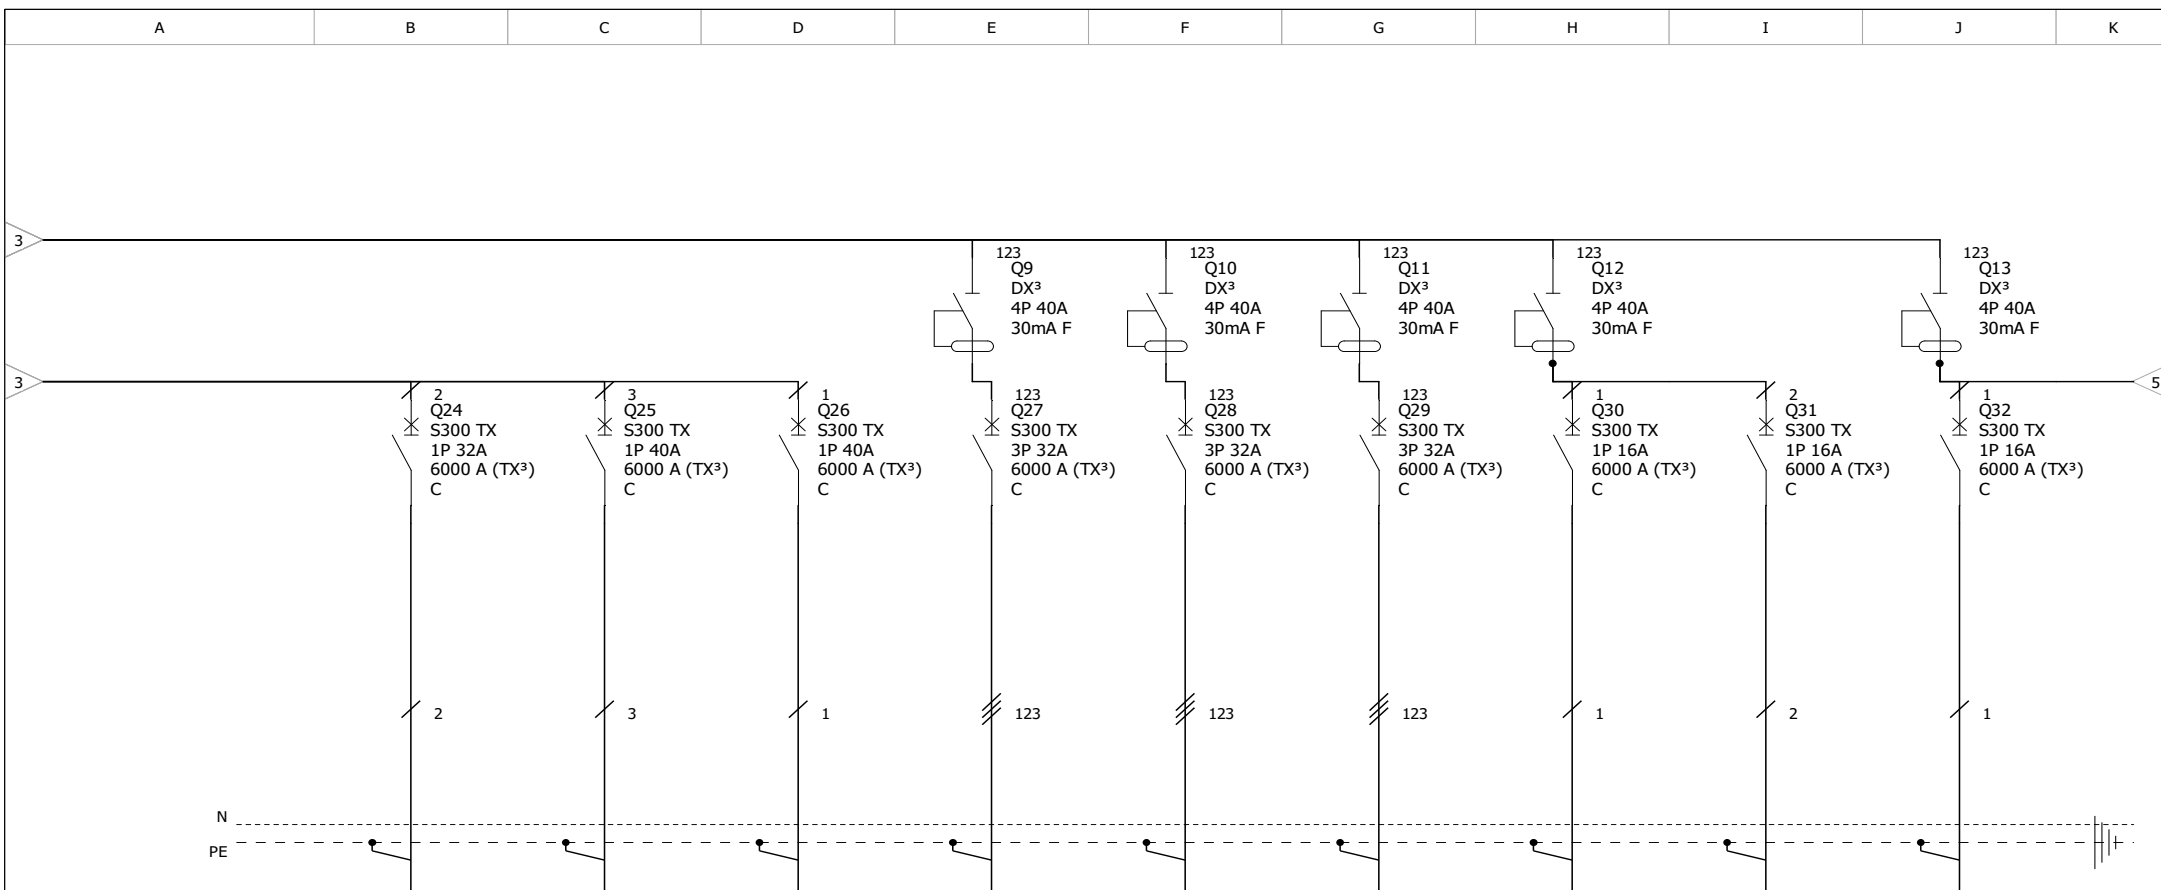 A B C D E F G H I J K
3
123 123 123 123 123
Q9 Q10 Q11 Q12 Q13
DX³ DX³ DX³ DX³ DX³
4P 40A 4P 40A 4P 40A 4P 40A 4P 40A
30mA F 30mA F 30mA F 30mA F 30mA F
3 5
2 3 1 123 123 123 1 2 1
Q24 Q25 Q26 Q27 Q28 Q29 Q30 Q31 Q32
S300 TX S300 TX S300 TX S300 TX S300 TX S300 TX S300 TX S300 TX S300 TX
1P 32A 1P 40A 1P 40A 3P 32A 3P 32A 3P 32A 1P 16A 1P 16A 1P 16A
6000 A (TX³) 6000 A (TX³) 6000 A (TX³) 6000 A (TX³) 6000 A (TX³) 6000 A (TX³) 6000 A (TX³) 6000 A (TX³) 6000 A (TX³)
C C C C C C C C C
2 3 1 123 123 123 1 2 1
N
PE